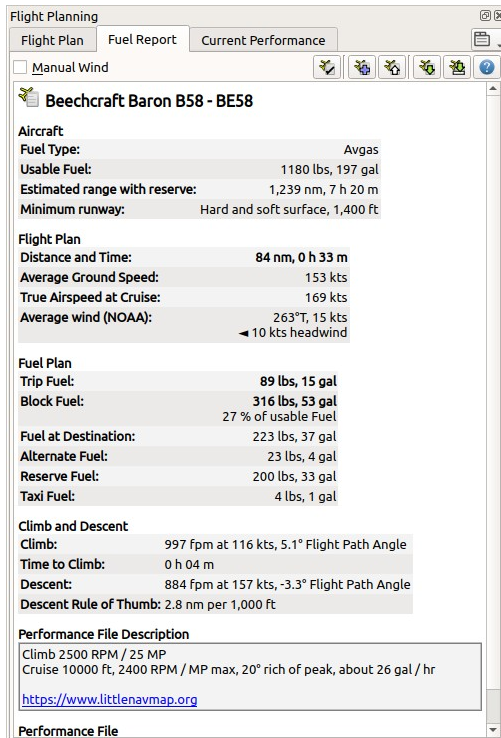 Flight Planning
Flight Plan Fuel Report Current Performance
Manual Wind
Beechcraft Baron B58 - BE58
Aircraft
Fuel Type: Avgas
Usable Fuel: 1180 lbs, 197 gal
Estimated range with reserve: 1,239 nm, 7 h 20 m
Minimum runway: Hard and soft surface, 1,400 ft
Flight Plan
Distance and Time: 84 nm, 0 h 33 m
Average Ground Speed: 153 kts
True Airspeed at Cruise: 169 kts
Average wind (NOAA): 263°T, 15 kts
◄ 10 kts headwind
Fuel Plan
Trip Fuel: 89 lbs, 15 gal
Block Fuel: 316 lbs, 53 gal
27 % of usable Fuel
Fuel at Destination: 223 lbs, 37 gal
Alternate Fuel: 23 lbs, 4 gal
Reserve Fuel: 200 lbs, 33 gal
Taxi Fuel: 4 lbs, 1 gal
Climb and Descent
Climb: 997 fpm at 116 kts, 5.1° Flight Path Angle
Time to Climb: 0 h 04 m
Descent: 884 fpm at 157 kts, -3.3° Flight Path Angle
Descent Rule of Thumb: 2.8 nm per 1,000 ft
Performance File Description
Climb 2500 RPM / 25 MP
Cruise 10000 ft, 2400 RPM / MP max, 20° rich of peak, about 26 gal / hr
https://www.littlenavmap.org
Performance File